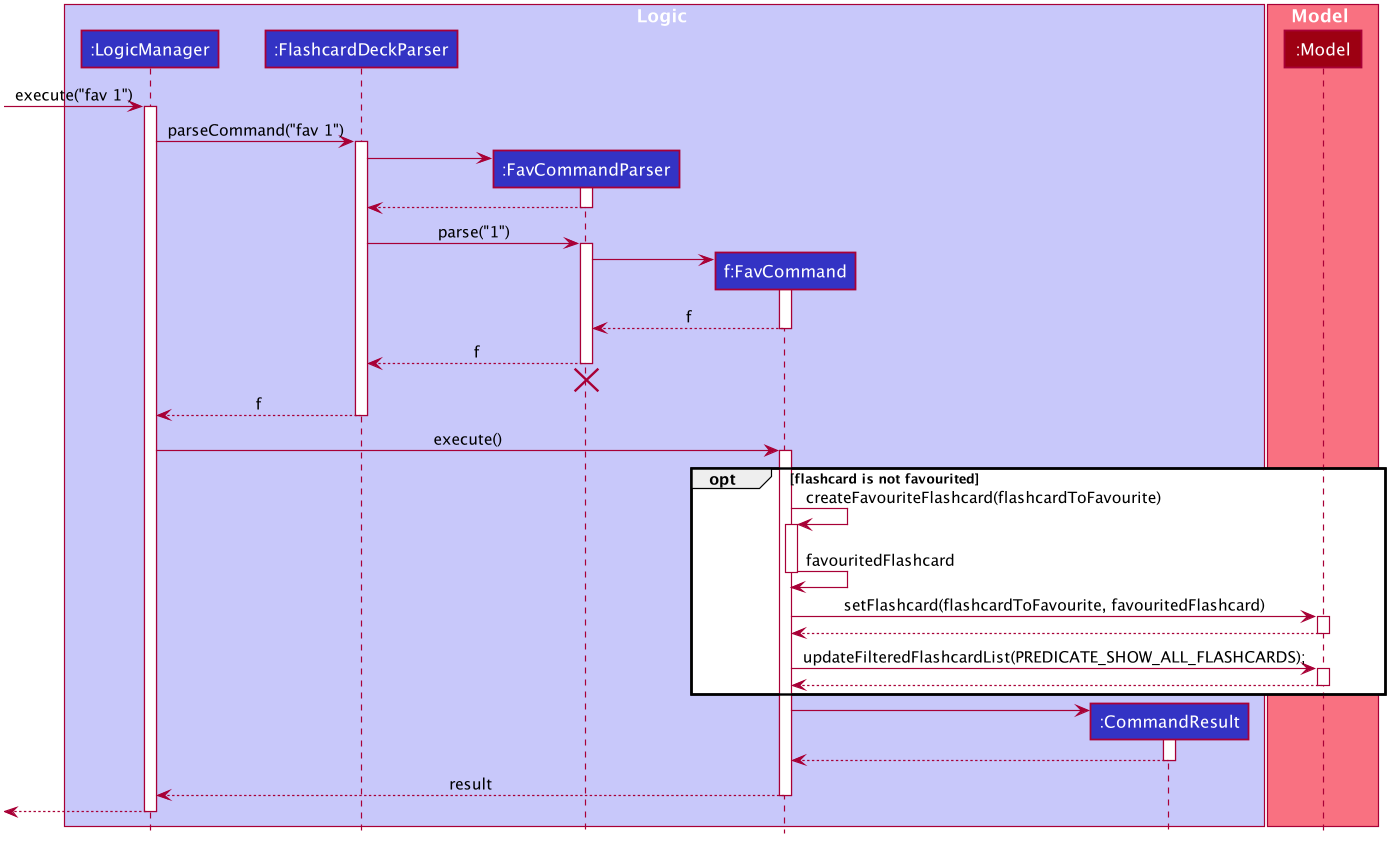 Logic
Model
:LogicManager
:FlashcardDeckParser
:Model
execute("fav 1")
parseCommand("fav 1")
:FavCommandParser
parse("1")
f:FavCommand
f
f
f
execute()
opt
[flashcard is not favourited]
createFavouriteFlashcard(flashcardToFavourite)
favouritedFlashcard
setFlashcard(flashcardToFavourite, favouritedFlashcard)
updateFilteredFlashcardList(PREDICATE_SHOW_ALL_FLASHCARDS);
:CommandResult
result